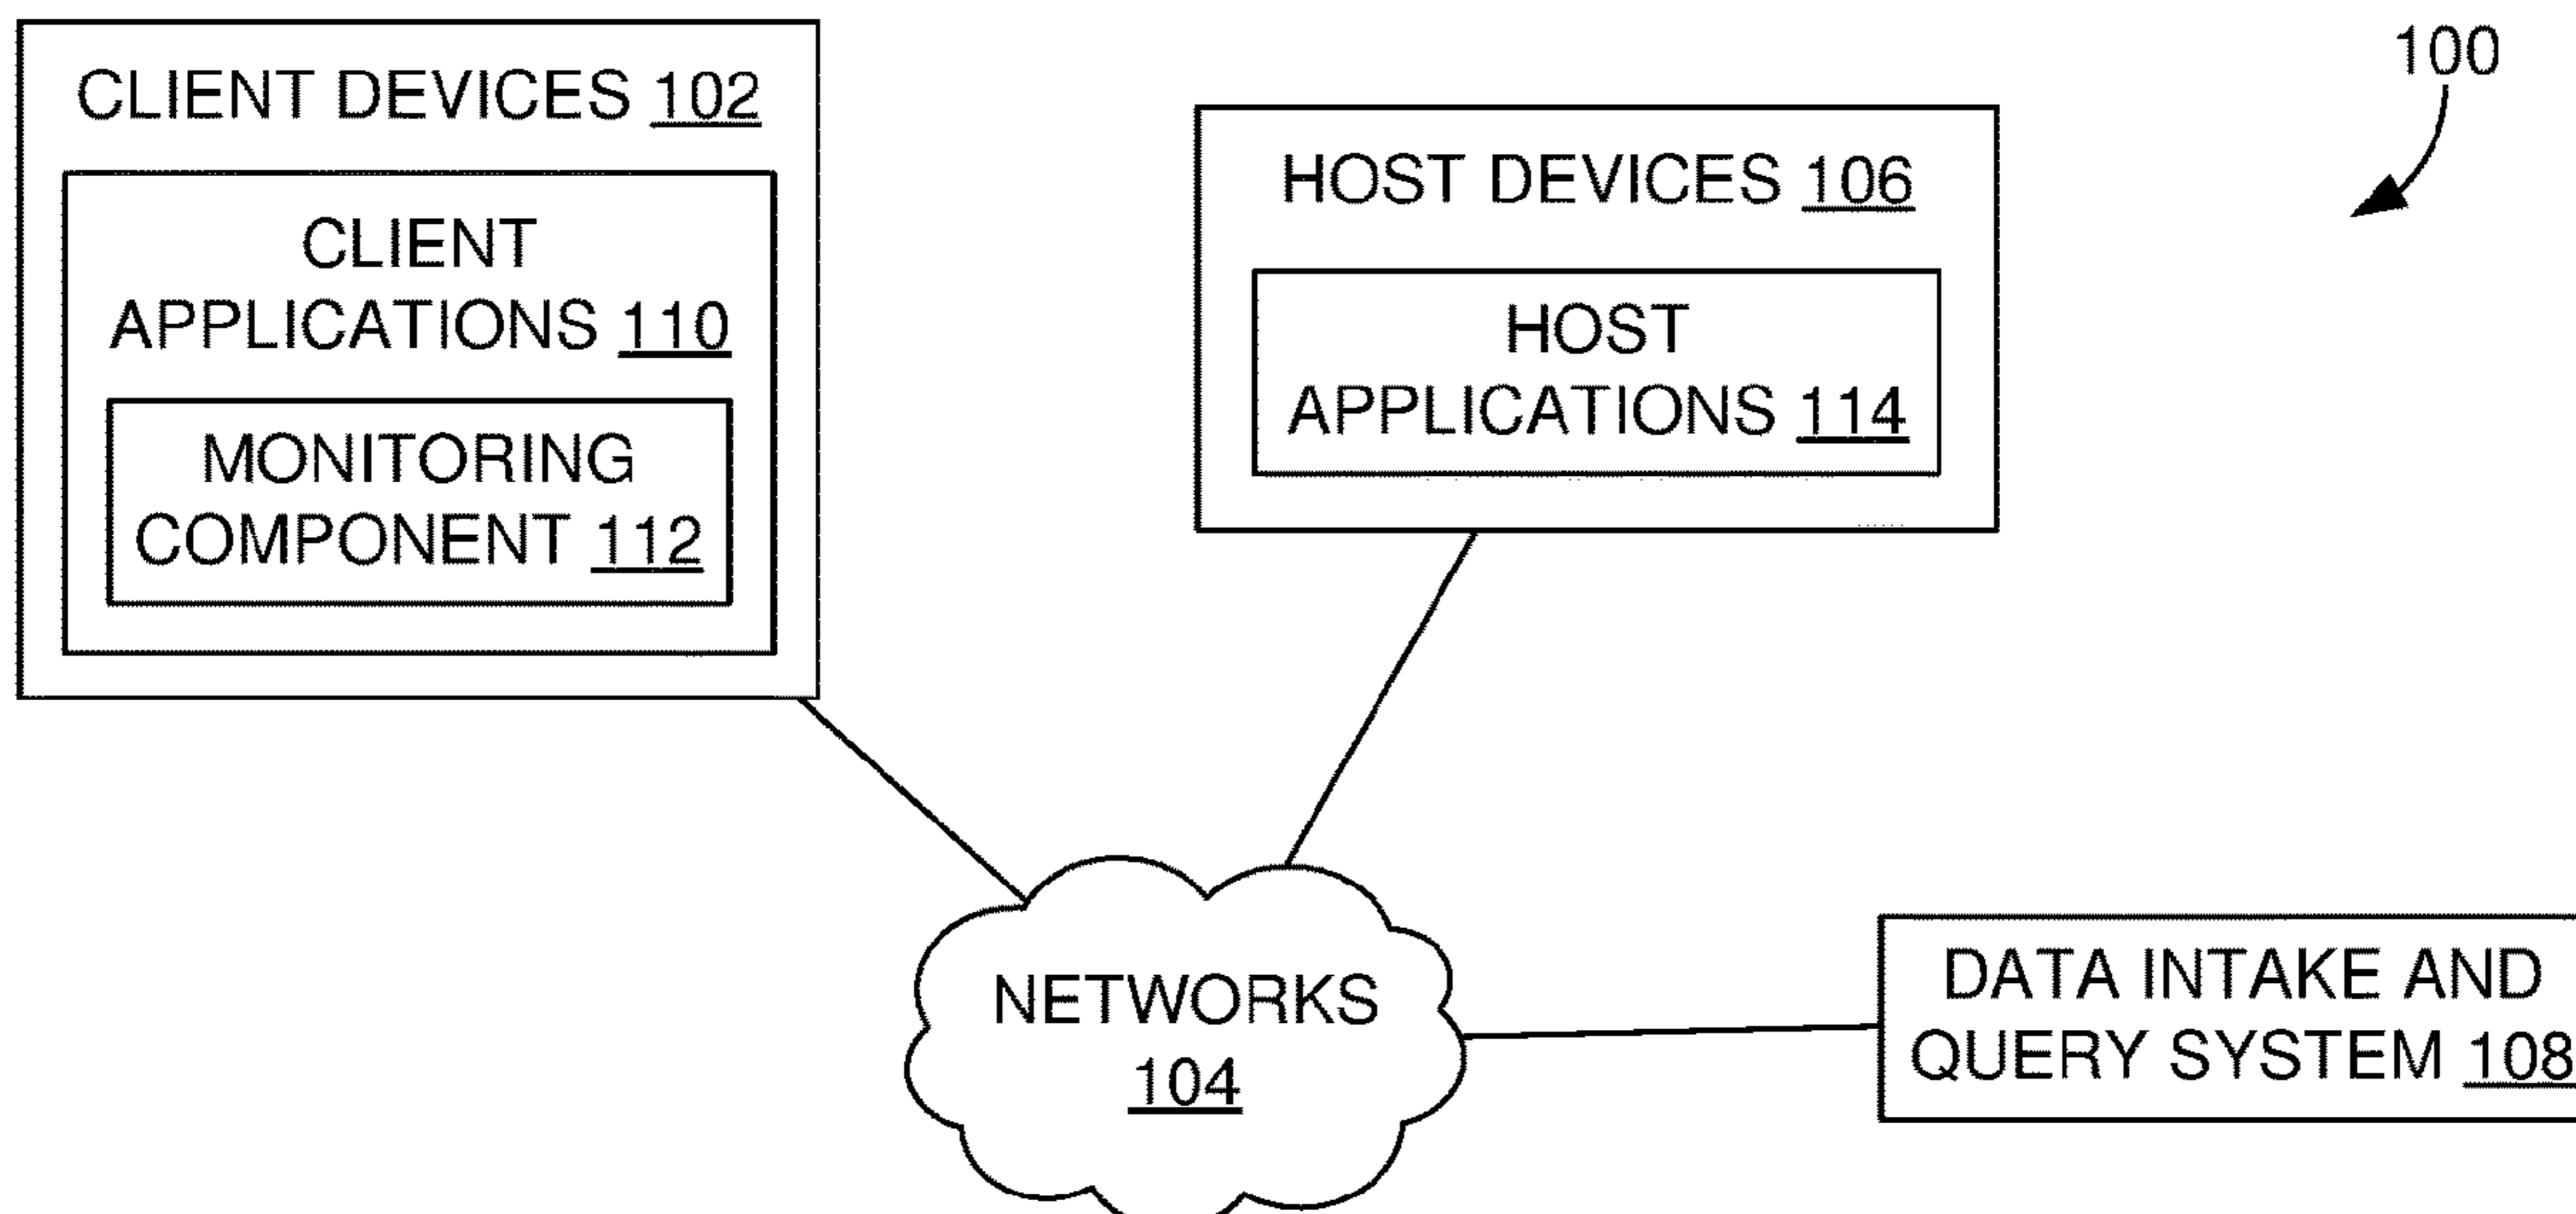 100
CLIENT DEVICES 102
CLIENT
APPLICATIONS 110
MONITORING
COMPONENT 112
HOST DEVICES 106
HOST
APPLICATIONS 114
NETWORKS
104
DATA INTAKE AND
QUERY SYSTEM 108